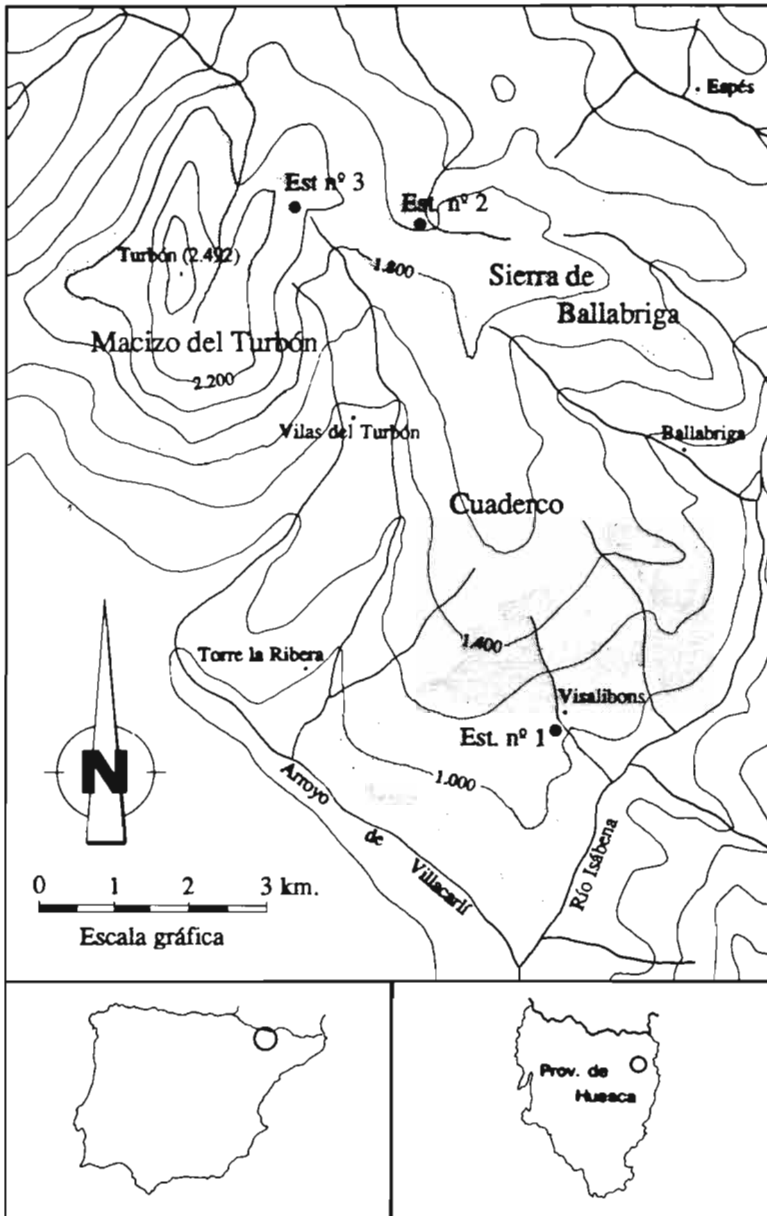 Espés
Est nº 3
Est. nº 2
Turbón (2.492)
1.800
Sierra de
Ballabriga
Macizo del Turbón
2.200
Vilas del Turbón
Ballabriga
Cuaderco
1.400
Torre la Ribera
Visalibons
Est. nº 1
N
1.000
Arroyo
de
Villacarlí
Río Isábena
0 1 2 3 km.
Escala gráfica
Prov. de
Huesca